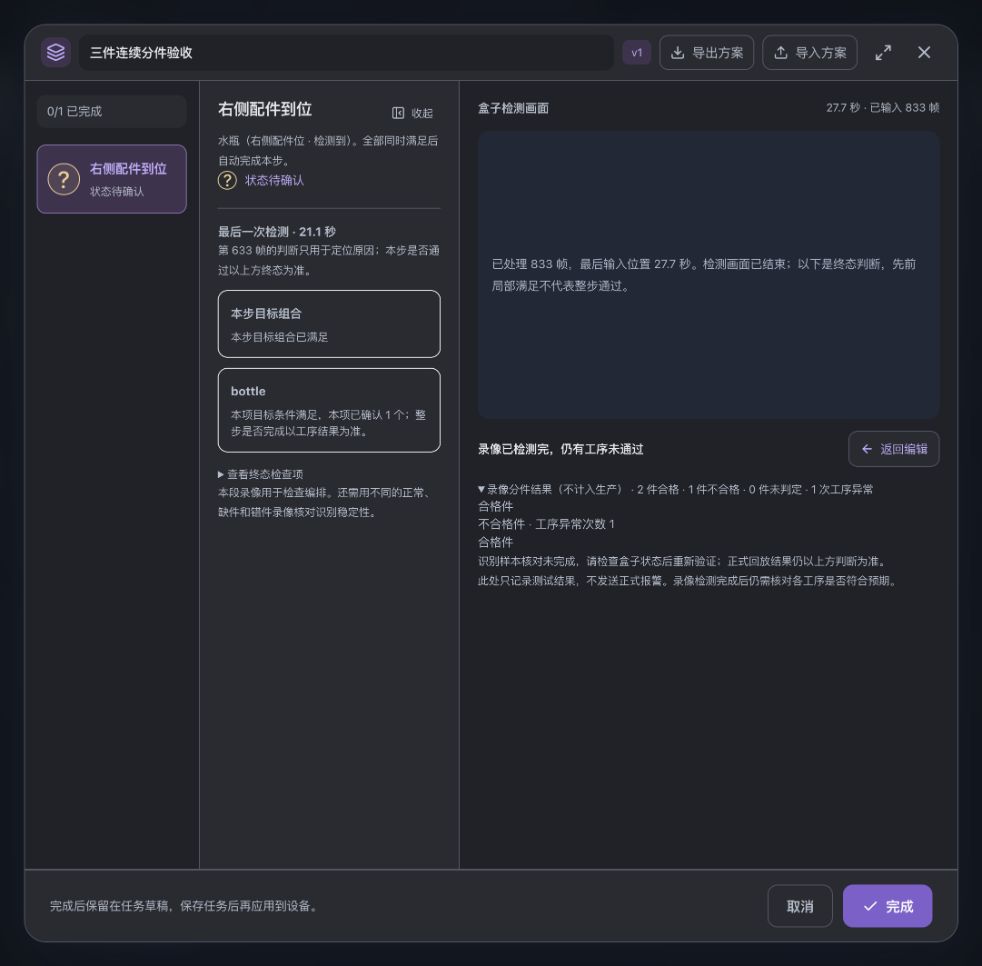 三件连续分件验收
v1
导出方案
导入方案
0/1 已完成
?
右侧配件到位
状态待确认
右侧配件到位
收起
水瓶（右侧配件位 · 检测到）。全部同时满足后
自动完成本步。
? 状态待确认
最后一次检测 · 21.1 秒
第 633 帧的判断只用于定位原因；本步是否通
过以上方终态为准。
本步目标组合
本步目标组合已满足
bottle
本项目标条件满足，本项已确认 1 个；整
步是否完成以工序结果为准。
查看终态检查项
本段录像用于检查编排。还需用不同的正常、
缺件和错件录像核对识别稳定性。
盒子检测画面
27.7 秒 · 已输入 833 帧
已处理 833 帧，最后输入位置 27.7 秒。检测画面已结束；以下是终态判断，先前
局部满足不代表整步通过。
录像已检测完，仍有工序未通过
返回编辑
录像分件结果（不计入生产） · 2 件合格 · 1 件不合格 · 0 件未判定 · 1 次工序异常
合格件
不合格件 · 工序异常次数 1
合格件
识别样本核对未完成，请检查盒子状态后重新验证；正式回放结果仍以上方判断为准。
此处只记录测试结果，不发送正式报警。录像检测完成后仍需核对各工序是否符合预期。
完成后保留在任务草稿，保存任务后再应用到设备。
取消
完成